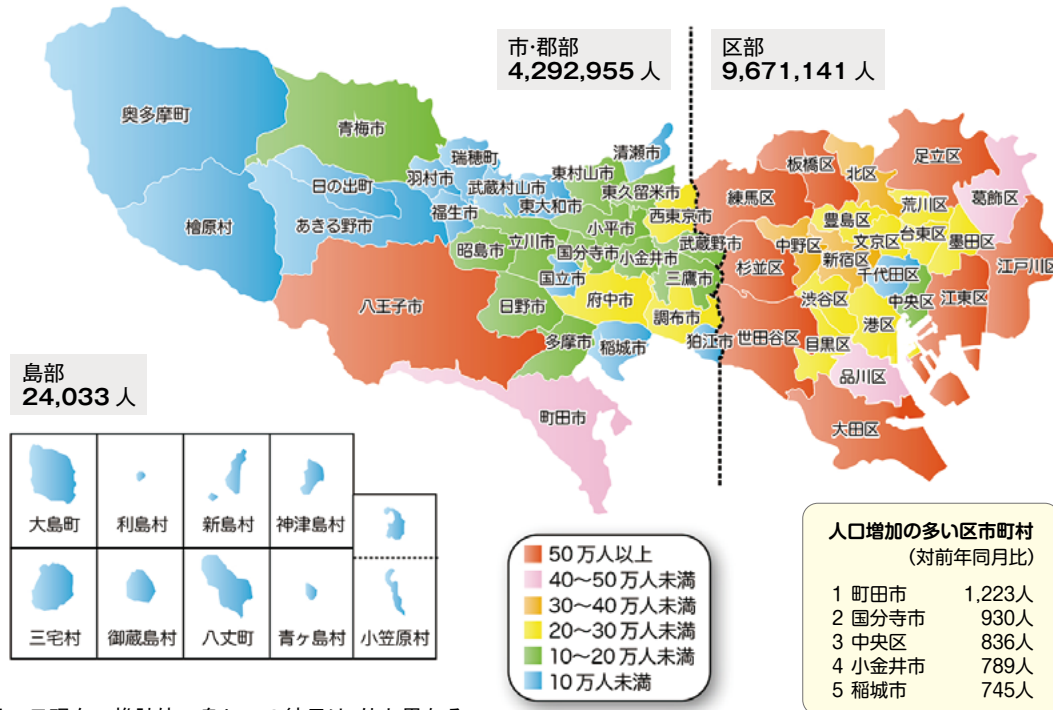 市・郡部
4,292,955 人
区部
9,671,141 人
奥多摩町
青梅市
瑞穂町
清瀬市
羽村市
武蔵村山市
東村山市
日の出町
東大和市
東久留米市
檜原村
あきる野市
福生市
西東京市
小平市
昭島市
立川市
国分寺市
小金井市
武蔵野市
国立市
三鷹市
八王子市
日野市
府中市
調布市
多摩市
稲城市
狛江市
町田市
板橋区
北区
足立区
練馬区
葛飾区
豊島区
荒川区
中野区
文京区
台東区
墨田区
杉並区
新宿区
千代田区
江戸川区
渋谷区
中央区
江東区
世田谷区
港区
目黒区
品川区
大田区
島部
24,033 人
大島町
利島村
新島村
神津島村
三宅村
御蔵島村
八丈町
青ヶ島村
小笠原村
50万人以上
40〜50万人未満
30〜40万人未満
20〜30万人未満
10〜20万人未満
10万人未満
人口増加の多い区市町村
(対前年同月比)
1 町田市 1,223人
2 国分寺市 930人
3 中央区 836人
4 小金井市 789人
5 稲城市 745人